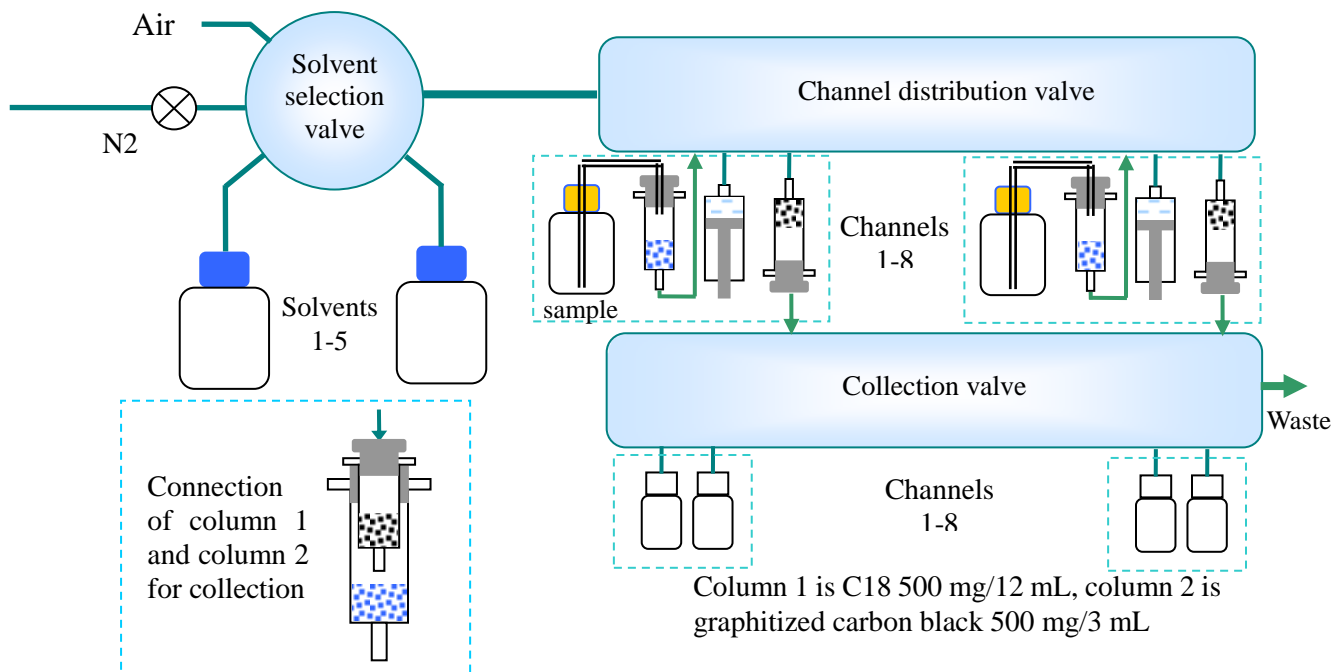 Air
Solvent
selection
valve
N2
Channel distribution valve
Channels
1-8
sample
Solvents
1-5
Collection valve
Waste
Connection
of column 1
and column 2
for collection
Channels
1-8
Column 1 is C18 500 mg/12 mL, column 2 is
graphitized carbon black 500 mg/3 mL